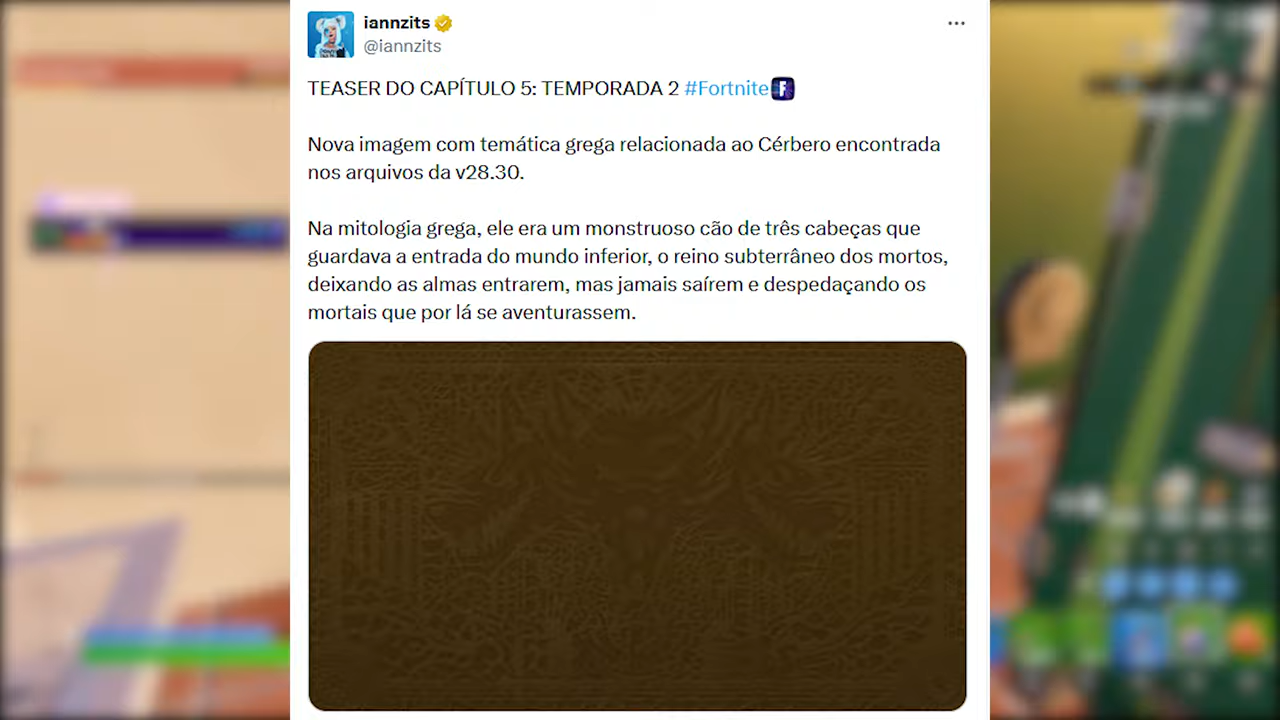 iannzits
@iannzits
TEASER DO CAPÍTULO 5: TEMPORADA 2 #Fortnite
Nova imagem com temática grega relacionada ao Cérbero encontrada
nos arquivos da v28.30.
Na mitologia grega, ele era um monstruoso cão de três cabeças que
guardava a entrada do mundo inferior, o reino subterrâneo dos mortos,
deixando as almas entrarem, mas jamais saírem e despedaçando os
mortais que por lá se aventurassem.